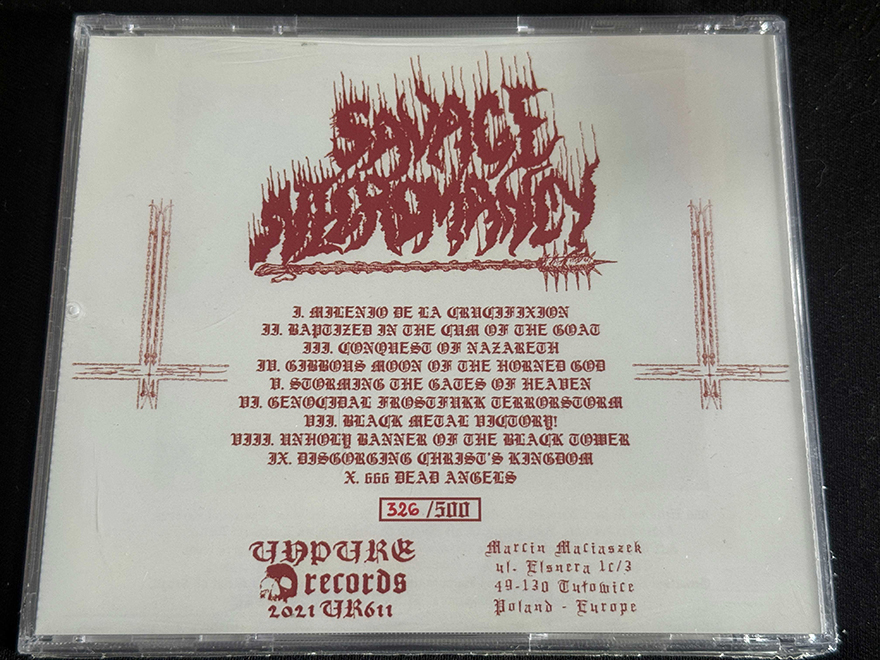 SAVAGE
NECROMANCY
I. MILENIO DE LA CRUCIFIXION
II. BAPTIZED IN THE CUM OF THE GOAT
III. CONQUEST OF NAZARETH
IV. GIBBOUS MOON OF THE HORNED GOD
V. STORMING THE GATES OF HEAVEN
VI. GENOCIDAL FROSTFUKK TERRORSTORM
VII. BLACK METAL VICTORY!
VIII. UNHOLY BANNER OF THE BLACK TOWER
IX. DISGORGING CHRIST'S KINGDOM
X. 666 DEAD ANGELS
326 /500
UNPURE
records
2021 UR611
Marcin Maciaszek
ul- Elsnera 1c/3
49-130 Tułowice
Poland - Europe